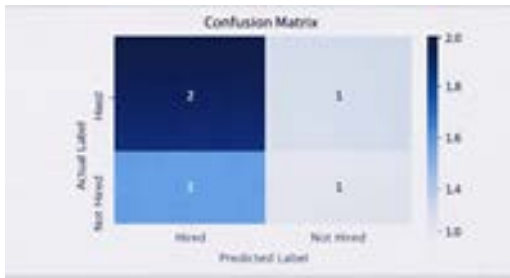 Confusion Matrix
2.0
Hired
2
1
1.8
Actual Label
1.6
Not Hired
1
1.4
1.0
Hired
Not Hired
Predicted Label